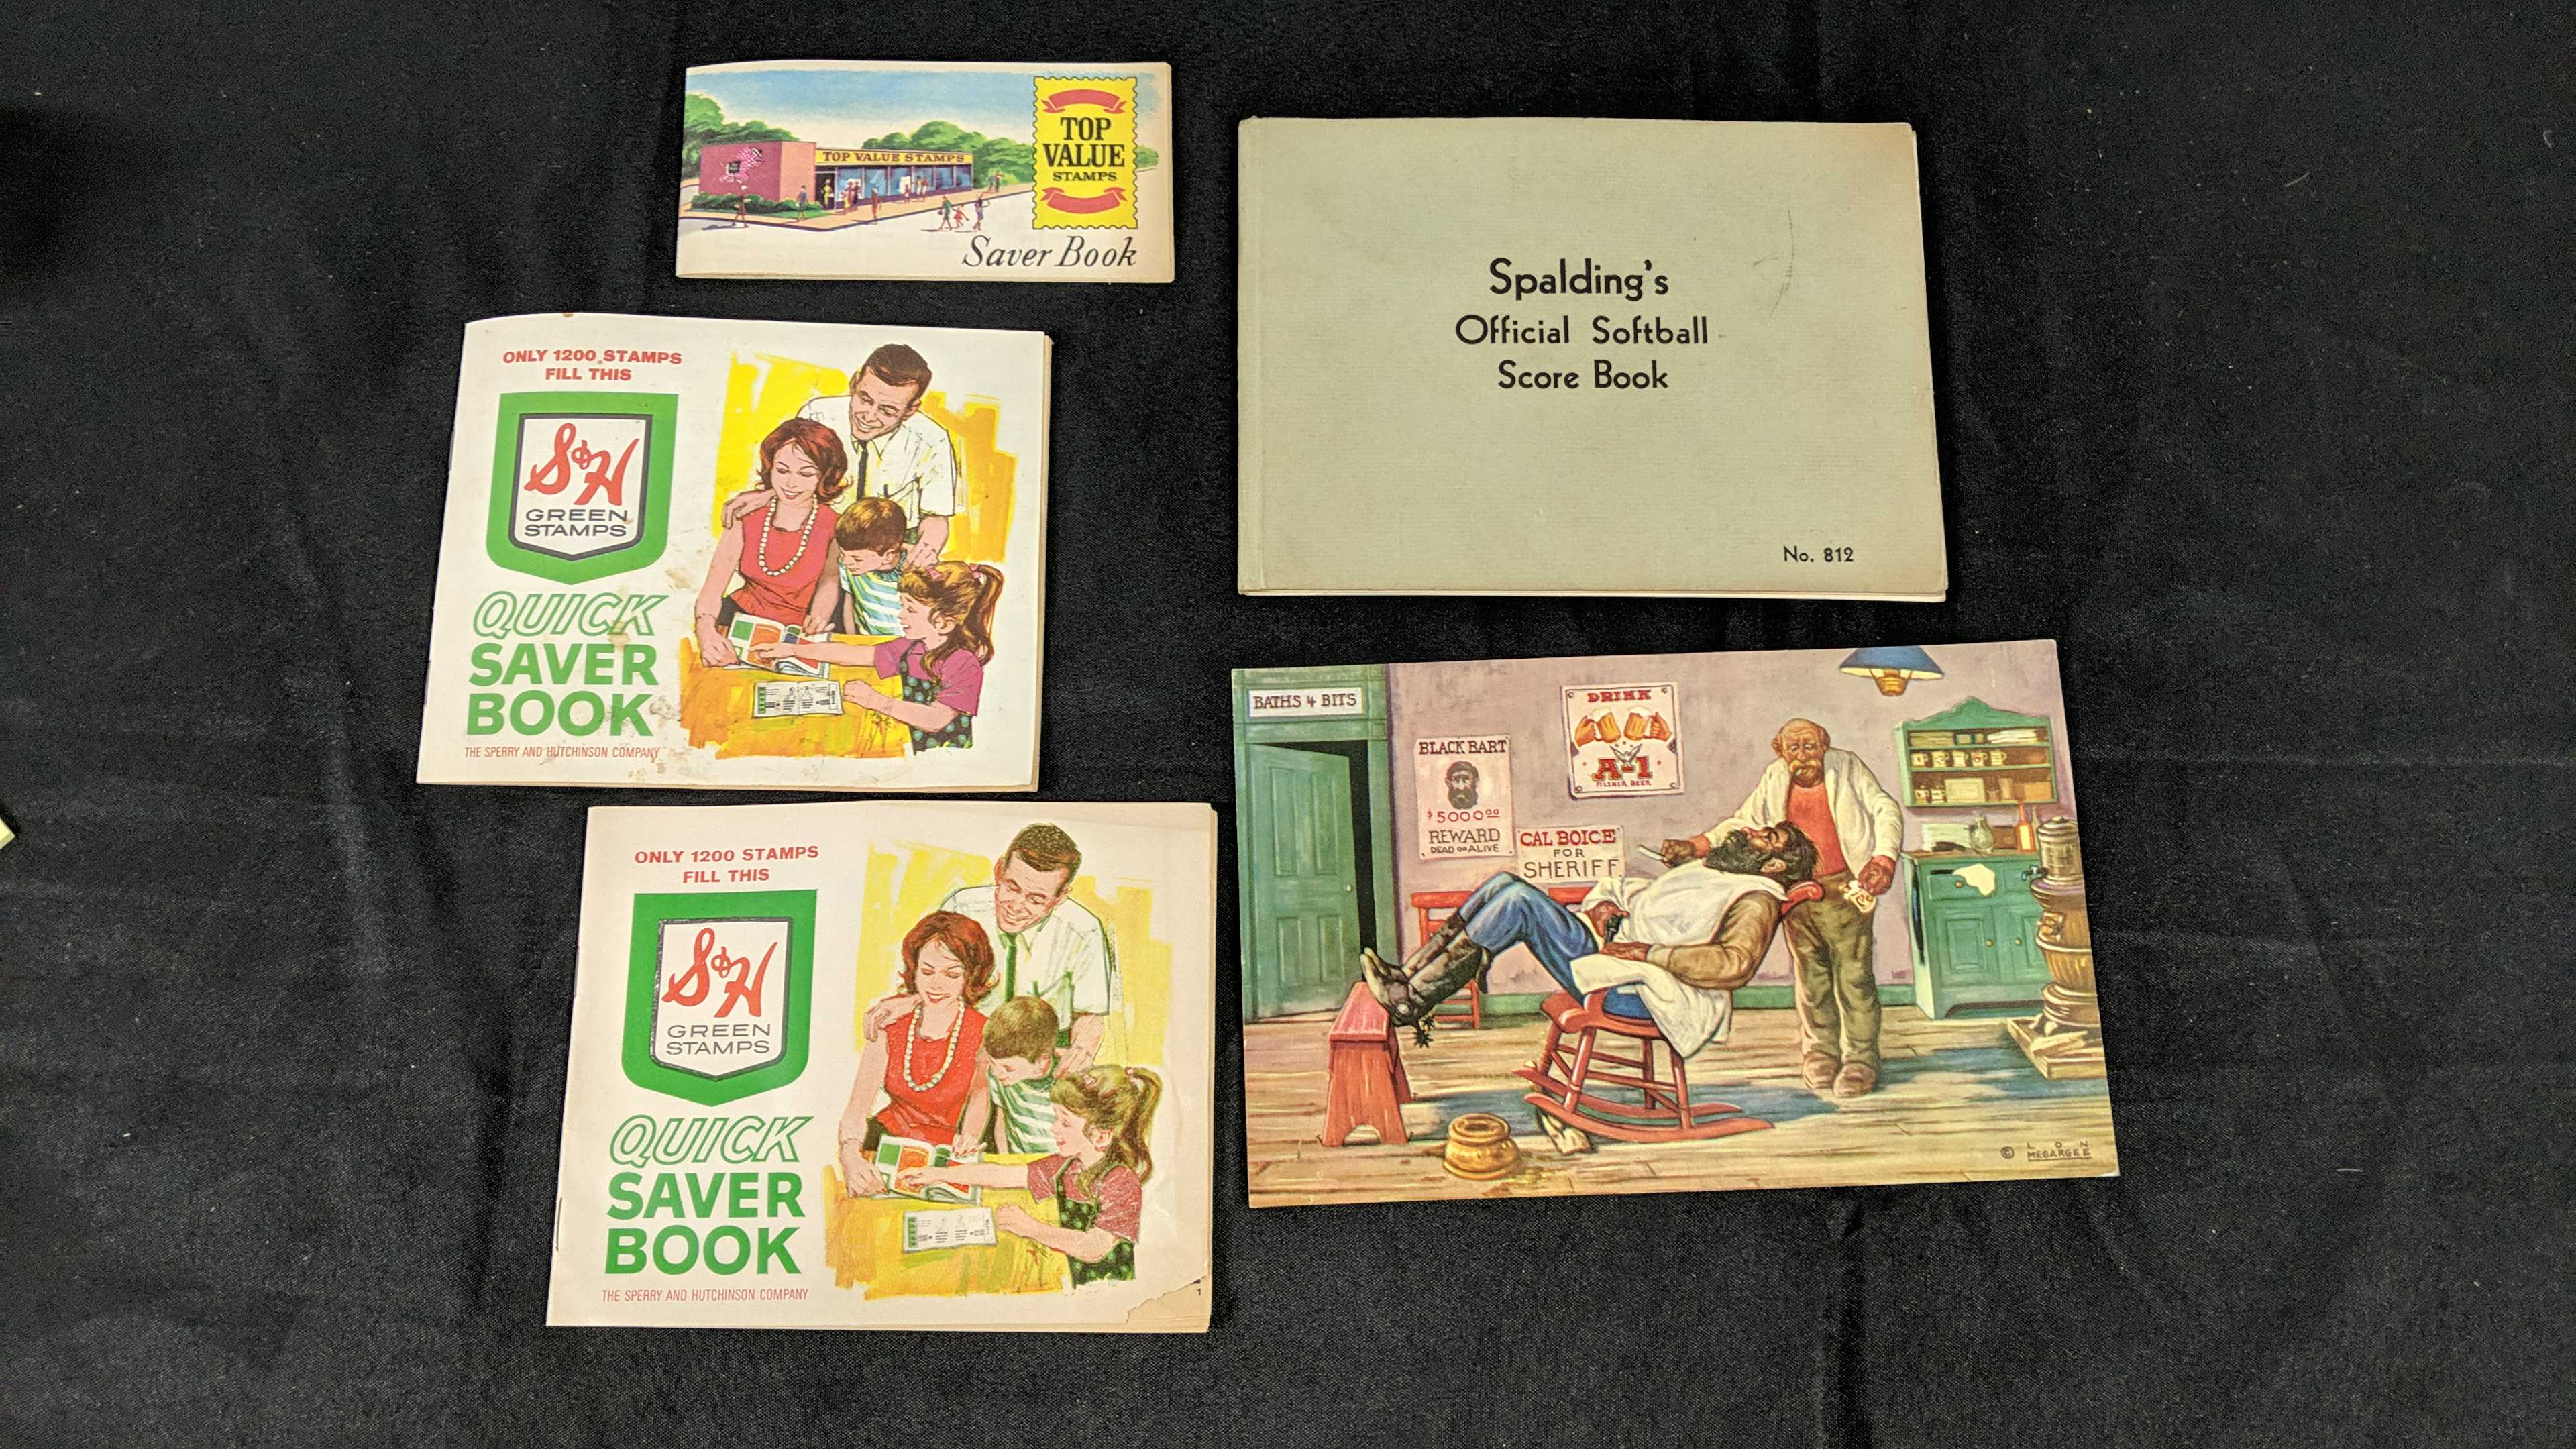 TOP VALUE STAMPS
TOP
VALUE
STAMPS
Saver Book
Spalding's
Official Softball
Score Book
No. 812
ONLY 1200 STAMPS
FILL THIS
S&H
GREEN
STAMPS
QUICK
SAVER
BOOK
THE SPERRY AND HUTCHINSON COMPANY
BATHS 4 BITS
BLACK BART
$5000.00
REWARD
DEAD OR ALIVE
DRINK
A-1
PILSNER BEER
CAL BOICE
FOR
SHERIFF
© LON
MEGARGEE
ONLY 1200 STAMPS
FILL THIS
S&H
GREEN
STAMPS
QUICK
SAVER
BOOK
THE SPERRY AND HUTCHINSON COMPANY
1